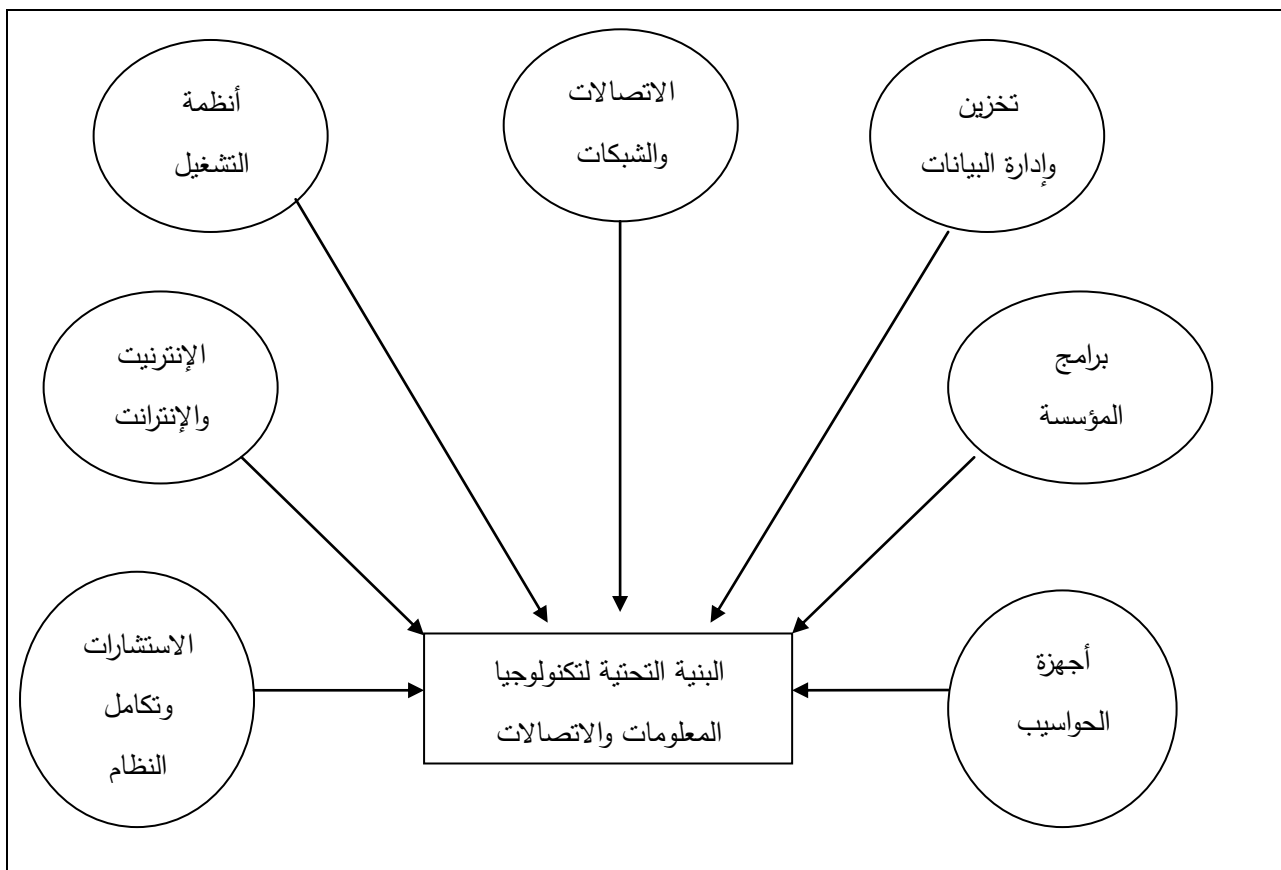 تخزين
وإدارة البيانات
الاتصالات
والشبكات
أنظمة
التشغيل
برامج
المؤسسة
الإنترنيت
والإنترانت
أجهزة
الحواسيب
البنية التحتية لتكنولوجيا
المعلومات والاتصالات
الاستشارات
وتكامل
النظام